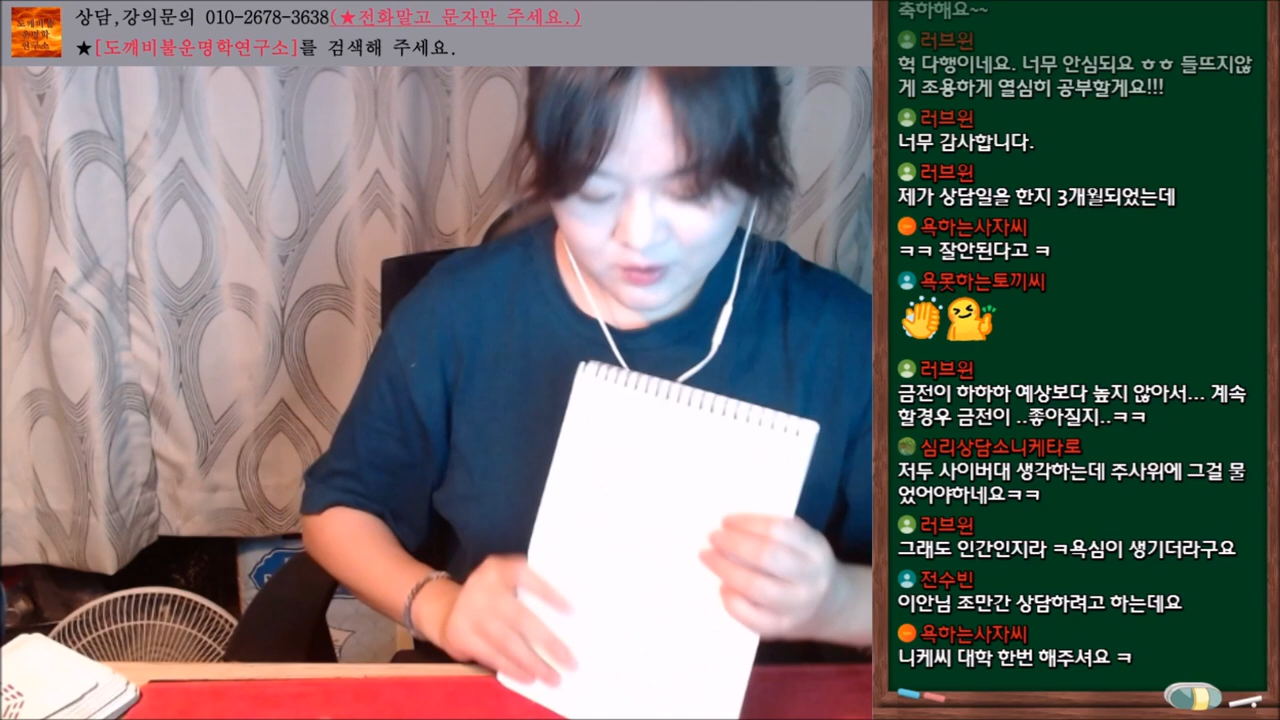 도깨비불
운명학
연구소
상담,강의문의 010-2678-3638(★전화말고 문자만 주세요.)
★[도깨비불운명학연구소]를 검색해 주세요.
축하해요~~
러브윈
헉 다행이네요. 너무 안심되요 ㅎㅎ 들뜨지않
게 조용하게 열심히 공부할게요!!!
러브윈
너무 감사합니다.
러브윈
제가 상담일을 한지 3개월되었는데
욕하는사자씨
ㅋㅋ 잘안된다고 ㅋ
욕못하는토끼씨
러브윈
금전이 하하하 예상보다 높지 않아서... 계속
할경우 금전이 ..좋아질지..ㅋㅋ
심리상담소니케타로
저두 사이버대 생각하는데 주사위에 그걸 물
었어야하네요ㅋㅋ
러브윈
그래도 인간인지라 ㅋ욕심이 생기더라구요
전수빈
이안님 조만간 상담하려고 하는데요
욕하는사자씨
니케씨 대학 한번 해주셔요 ㅋ